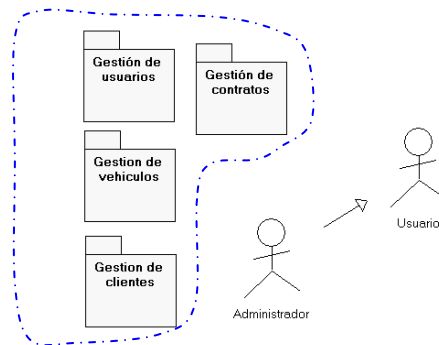 Gestión de
usuarios
Gestión de
contratos
Gestion de
vehiculos
Gestion de
clientes
Usuario
Administrador